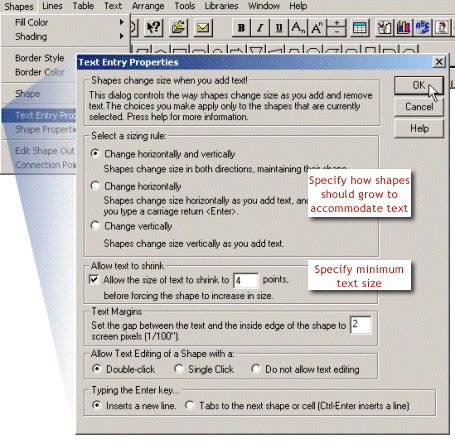 Shapes Lines Table Text Arrange Tools Libraries Window Help
Fill Color
Shading
Border Style
Border Color
Shape
Text Entry Prop
Shape Properti
Edit Shape Out
Connection Poin
B I U
Text Entry Properties
Shapes change size when you add text!
This dialog controls the way shapes change size as you add and remove
text.The choices you make apply only to the shapes that are currently
selected. Press help for more information.
OK
Cancel
Help
Select a sizing rule:
Change horizontally and vertically
Shapes change size in both directions, maintaining their shape
Change horizontally
Shapes change size horizontally as you add text, and
you type a carriage return <Enter>.
Change vertically
Shapes change size vertically as you add text.
Specify how shapes
should grow to
accommodate text
Allow text to shrink
Allow the size of text to shrink to 4 points,
before forcing the shape to increase in size.
Specify minimum
text size
Text Margins
Set the gap between the text and the inside edge of the shape to 2
screen pixels (1/100").
Allow Text Editing of a Shape with a:
Double-click Single Click Do not allow text editing
Typing the Enter key...
Inserts a new line. Tabs to the next shape or cell (Ctrl-Enter inserts a line)